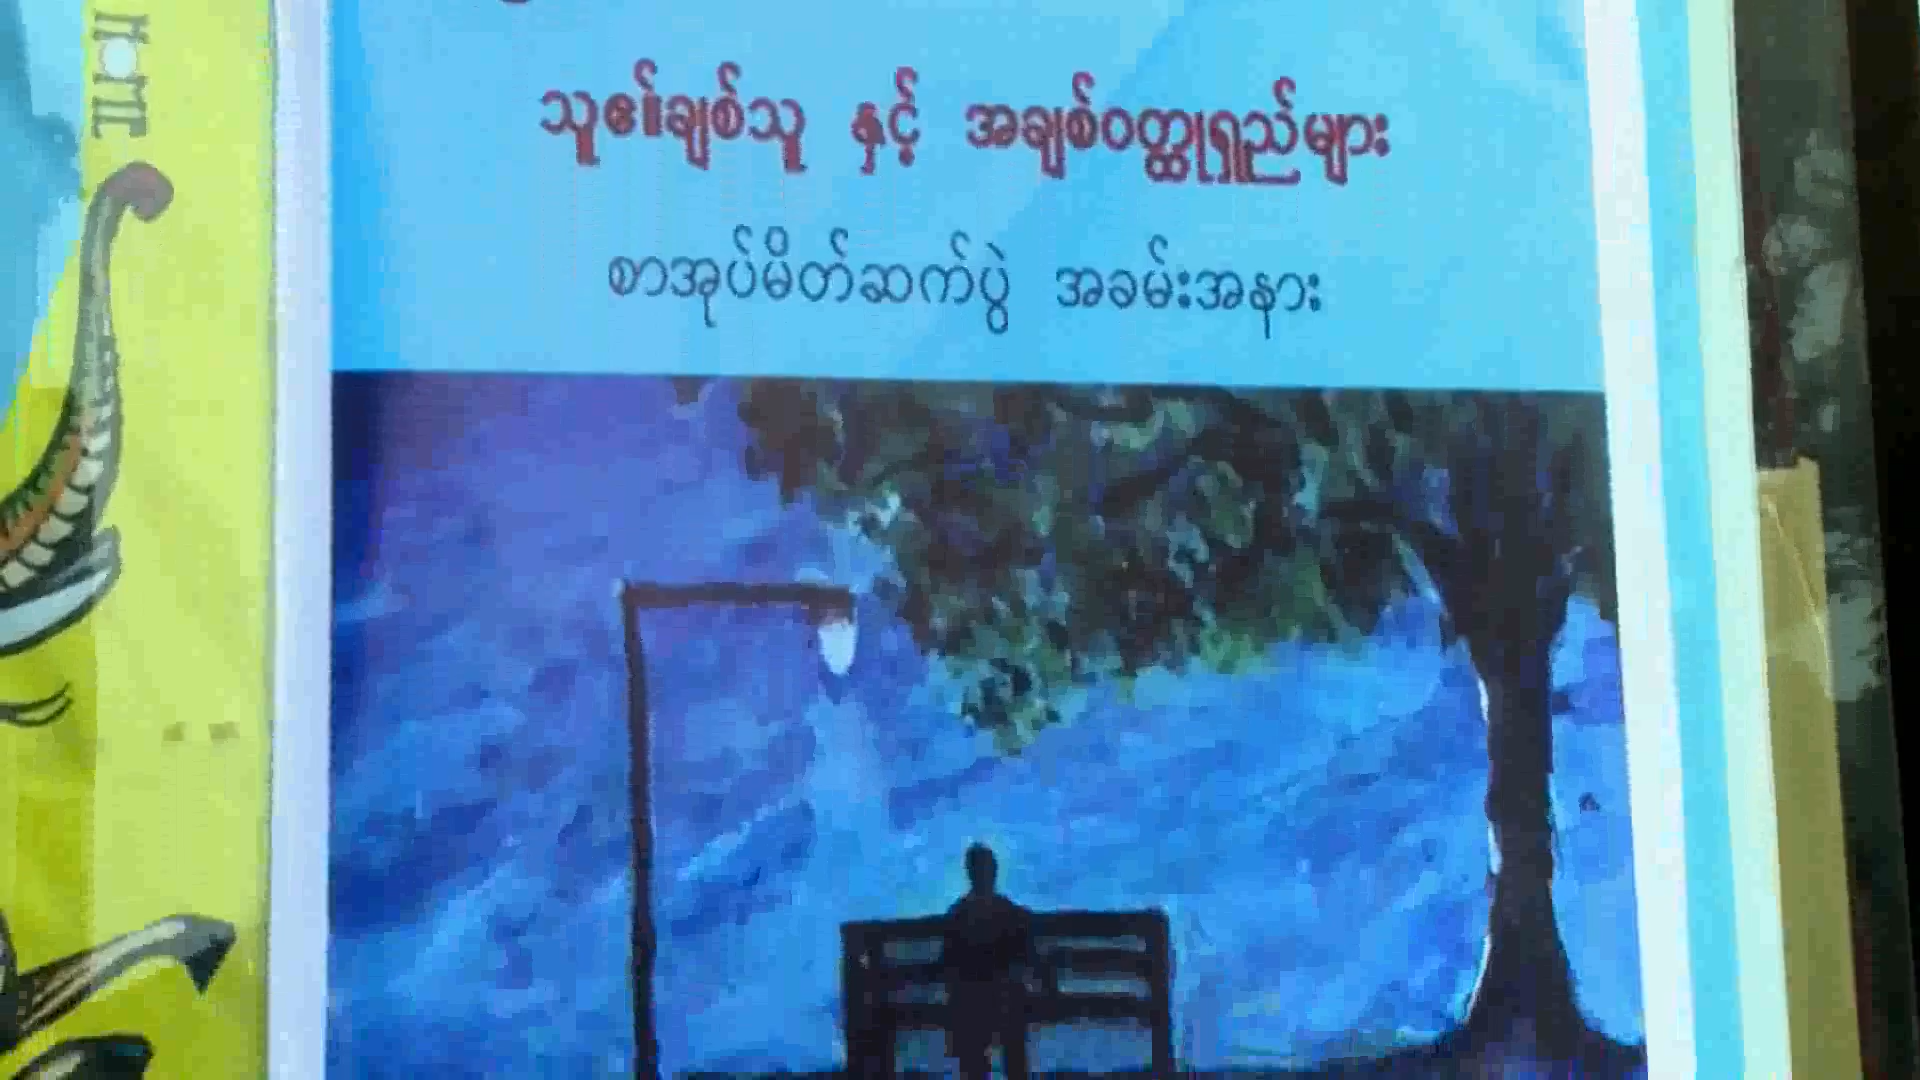 သူ၏ချစ်သူ နှင့် အချစ်ဝတ္ထုရှည်များ
စာအုပ်မိတ်ဆက်ပွဲ အခမ်းအနား